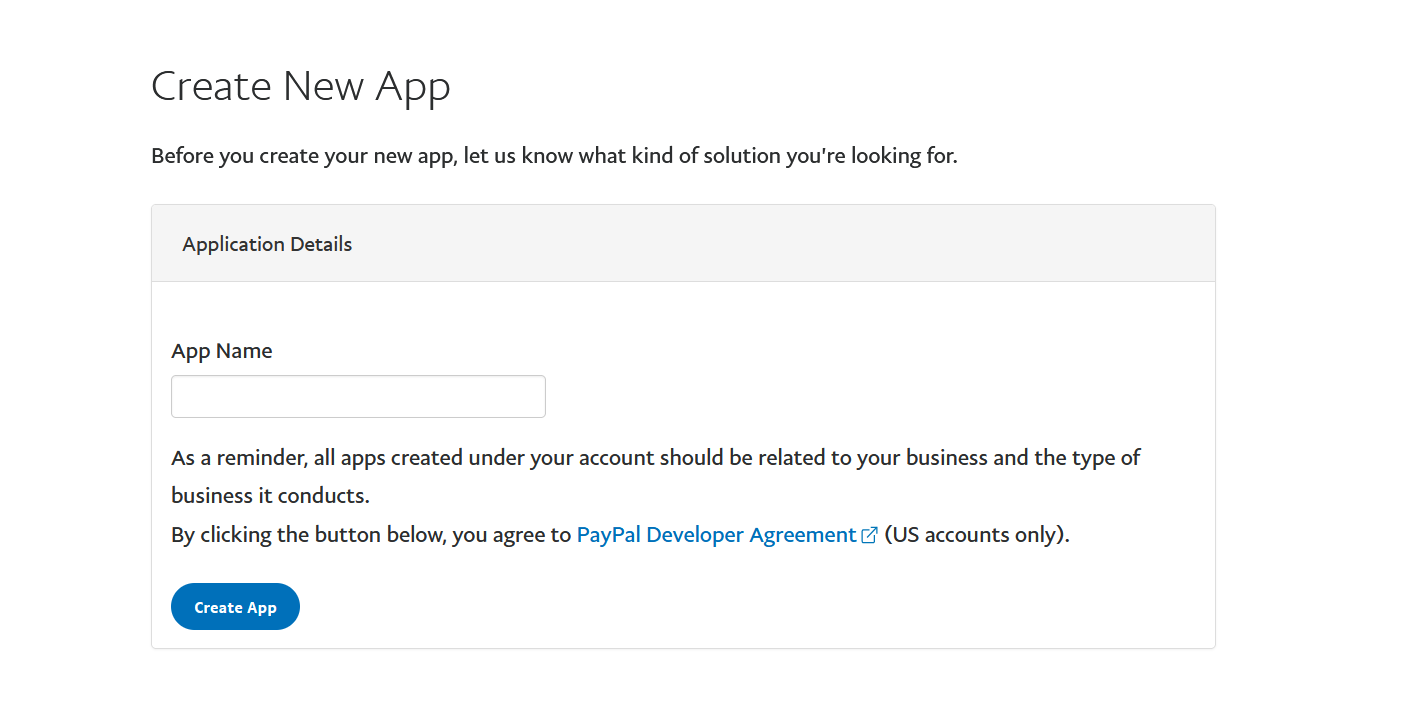 Create New App
Before you create your new app, let us know what kind of solution you're looking for.
Application Details
App Name
As a reminder, all apps created under your account should be related to your business and the type of
business it conducts.
By clicking the button below, you agree to PayPal Developer Agreement (US accounts only).
Create App